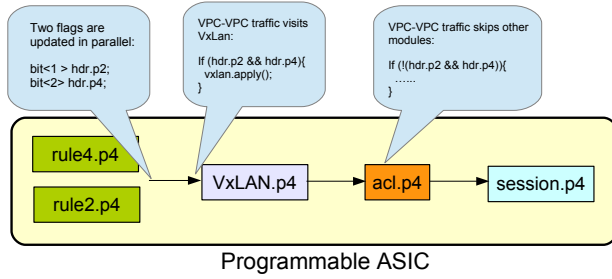 Two flags are
updated in parallel:
bit<1 > hdr.p2;
bit<2> hdr.p4;
VPC-VPC traffic visits
VxLan:
If (hdr.p2 && hdr.p4){
vxlan.apply();
}
VPC-VPC traffic skips other
modules:
If (!(hdr.p2 && hdr.p4)){
…...
}
rule4.p4
rule2.p4
VxLAN.p4
acl.p4
session.p4
Programmable ASIC